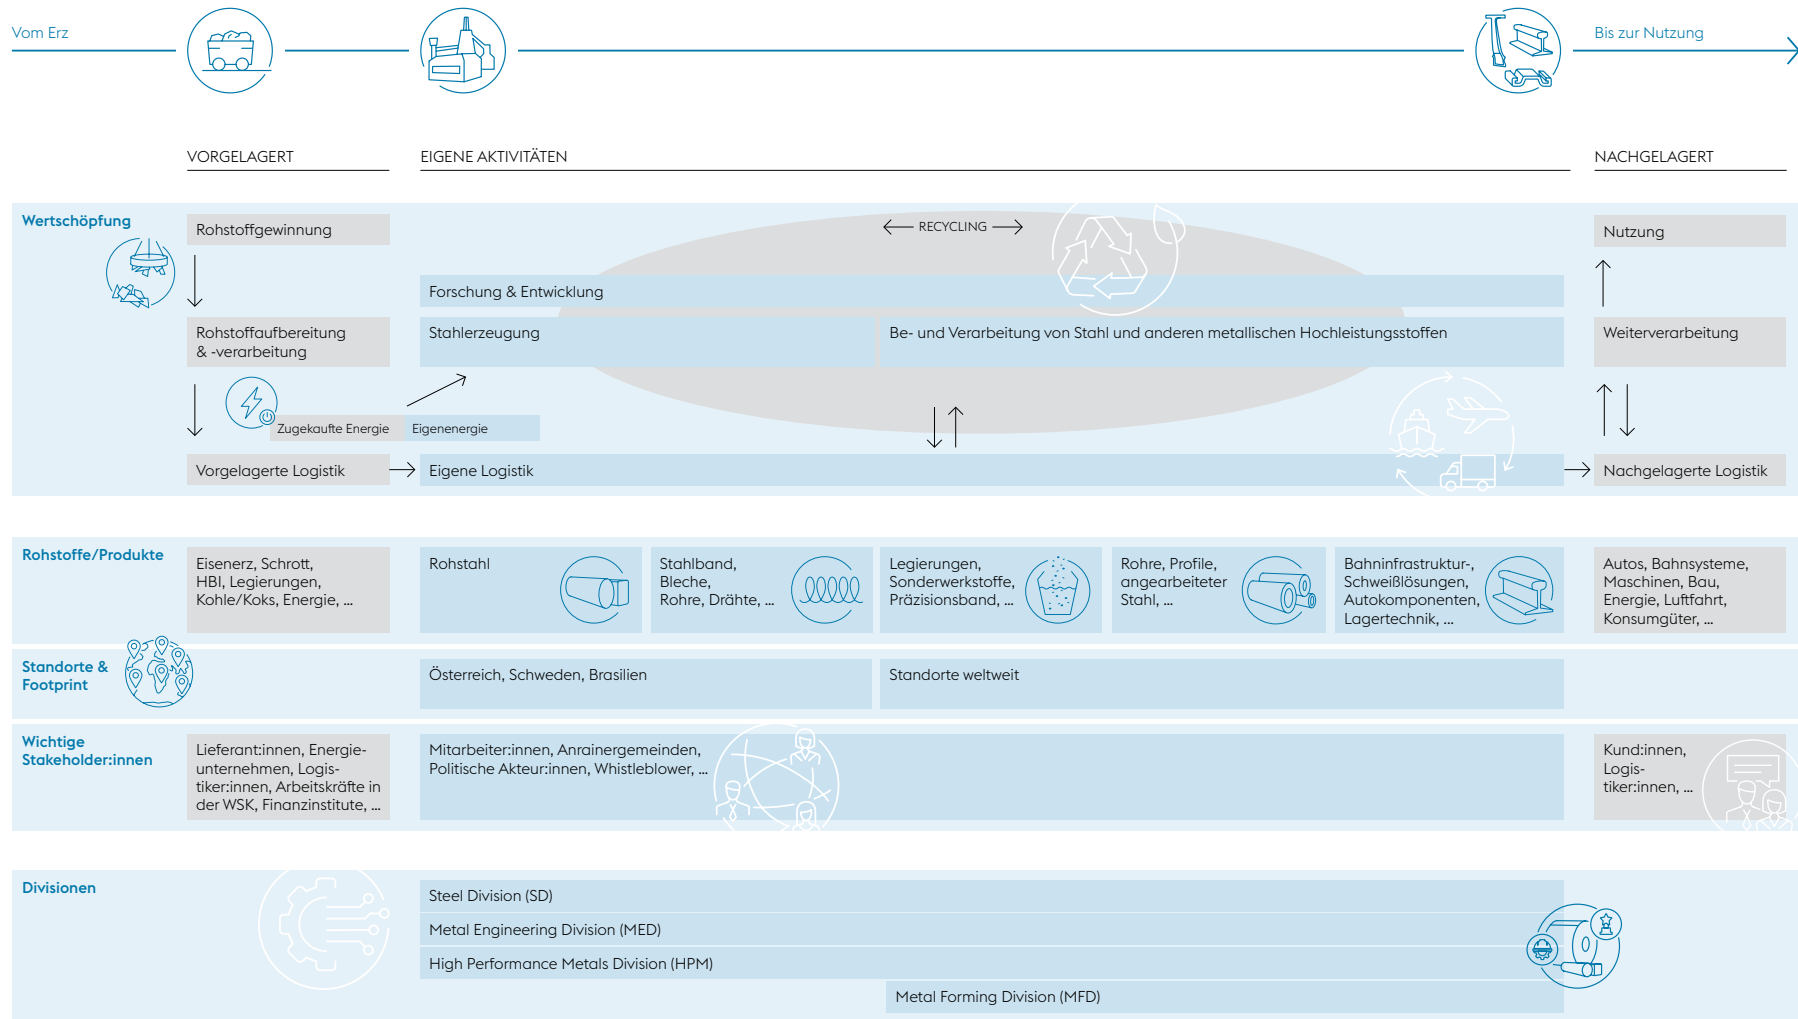 Vom Erz
Bis zur Nutzung
VORGELAGERT
EIGENE AKTIVITÄTEN
NACHGELAGERT
Wertschöpfung
Rohstoffgewinnung
← RECYCLING →
Nutzung
Forschung & Entwicklung
Rohstoffaufbereitung
& -verarbeitung
Stahlerzeugung
Be- und Verarbeitung von Stahl und anderen metallischen Hochleistungsstoffen
Weiterverarbeitung
Zugekaufte Energie
Eigenenergie
Vorgelagerte Logistik
Eigene Logistik
Nachgelagerte Logistik
Rohstoffe/Produkte
Eisenerz, Schrott,
HBI, Legierungen,
Kohle/Koks, Energie, ...
Rohstahl
Stahlband,
Bleche,
Rohre, Drähte, ...
Legierungen,
Sonderwerkstoffe,
Präzisionsband, ...
Rohre, Profile,
angearbeiteter
Stahl, ...
Bahninfrastruktur-,
Schweißlösungen,
Autokomponenten,
Lagertechnik, ...
Autos, Bahnsysteme,
Maschinen, Bau,
Energie, Luftfahrt,
Konsumgüter, ...
Standorte &
Footprint
Österreich, Schweden, Brasilien
Standorte weltweit
Wichtige
Stakeholder:innen
Lieferant:innen, Energie-
unternehmen, Logis-
tiker:innen, Arbeitskräfte in
der WSK, Finanzinstitute, ...
Mitarbeiter:innen, Anrainergemeinden,
Politische Akteur:innen, Whistleblower, ...
Kund:innen,
Logis-
tiker:innen, ...
Divisionen
Steel Division (SD)
Metal Engineering Division (MED)
High Performance Metals Division (HPM)
Metal Forming Division (MFD)